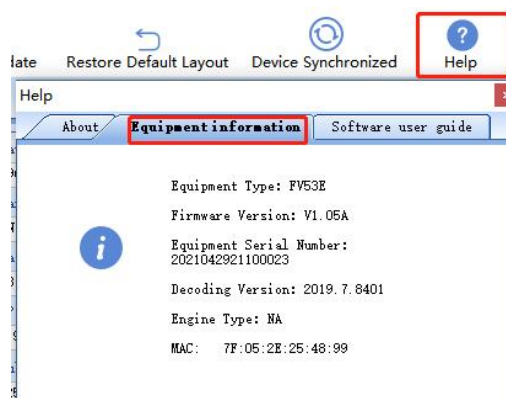 late
Restore Default Layout
Device Synchronized
?
Help
Help
About
Equipment information
Software user guide
Equipment Type: FV53E
Firmware Version: V1.05A
Equipment Serial Number:
2021042921100023
Decoding Version: 2019.7.8401
Engine Type: NA
MAC: 7F:05:2E:25:48:99